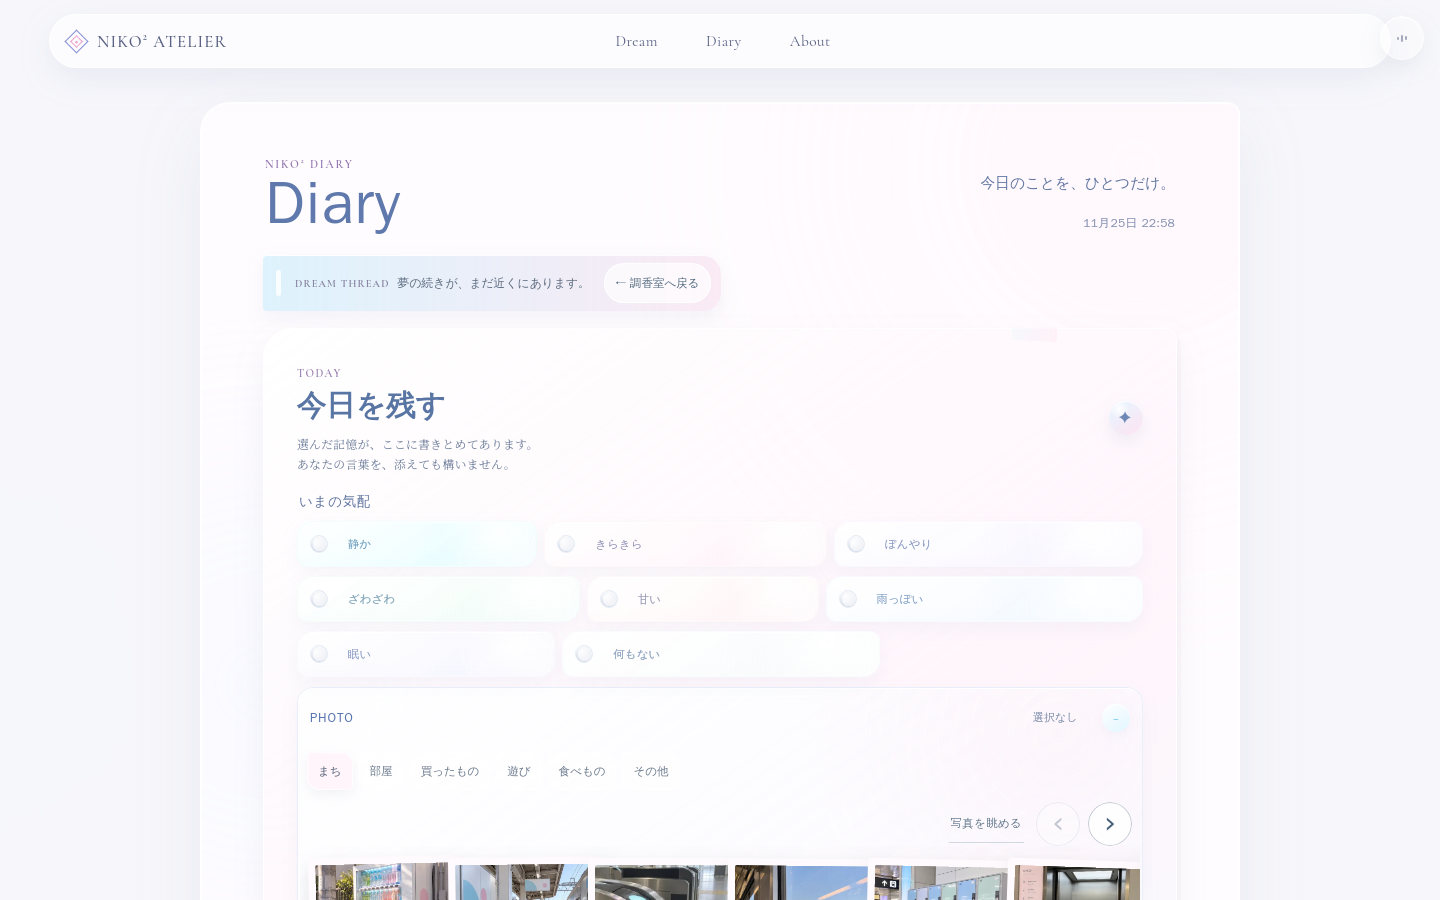 NIKO² ATELIER
Dream
Diary
About
NIKO² DIARY
Diary
今日のことを、ひとつだけ。
11月25日 22:58
DREAM THREAD 夢の続きが、まだ近くにあります。
← 調香室へ戻る
TODAY
今日を残す
選んだ記憶が、ここに書きとめてあります。
あなたの言葉を、添えても構いません。
いまの気配
静か
きらきら
ぼんやり
ざわざわ
甘い
雨っぽい
眠い
何もない
PHOTO
選択なし
まち
部屋
買ったもの
遊び
食べもの
その他
写真を眺める